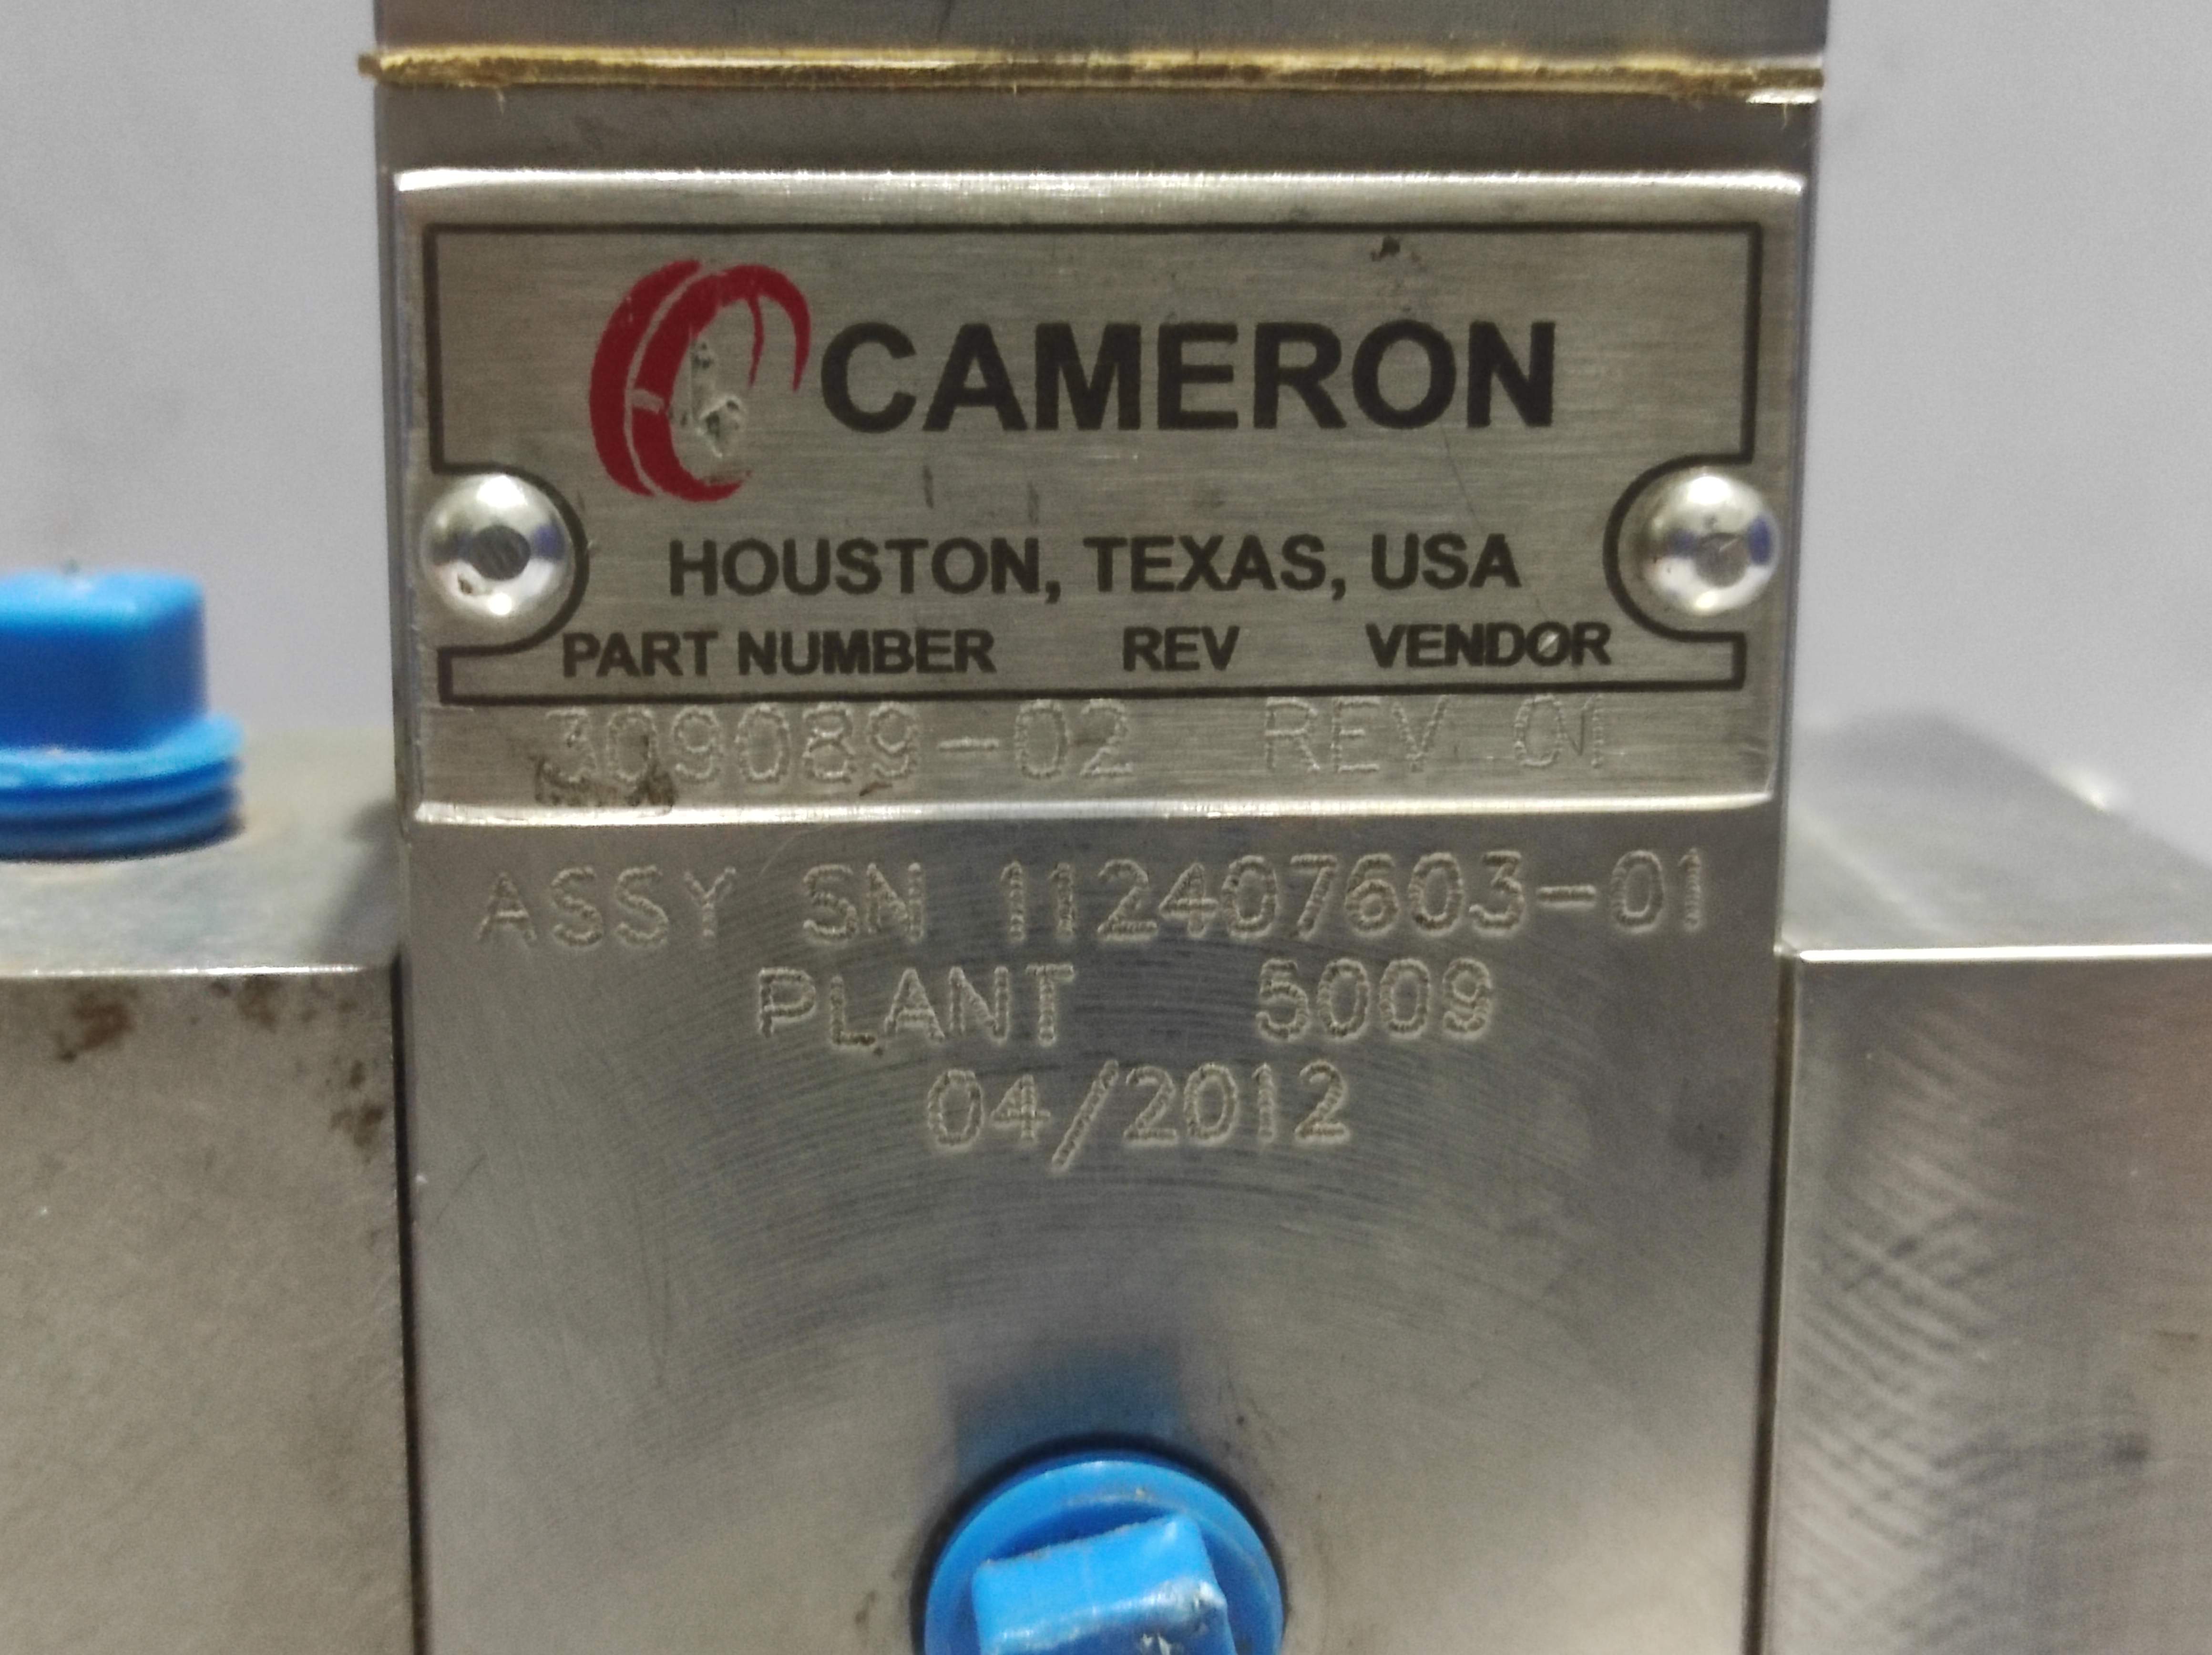 CAMERON
HOUSTON, TEXAS, USA
PART NUMBER REV VENDOR
309089-02 REV 01
ASSY SN 112407603-01
PLANT 5009
04/2012